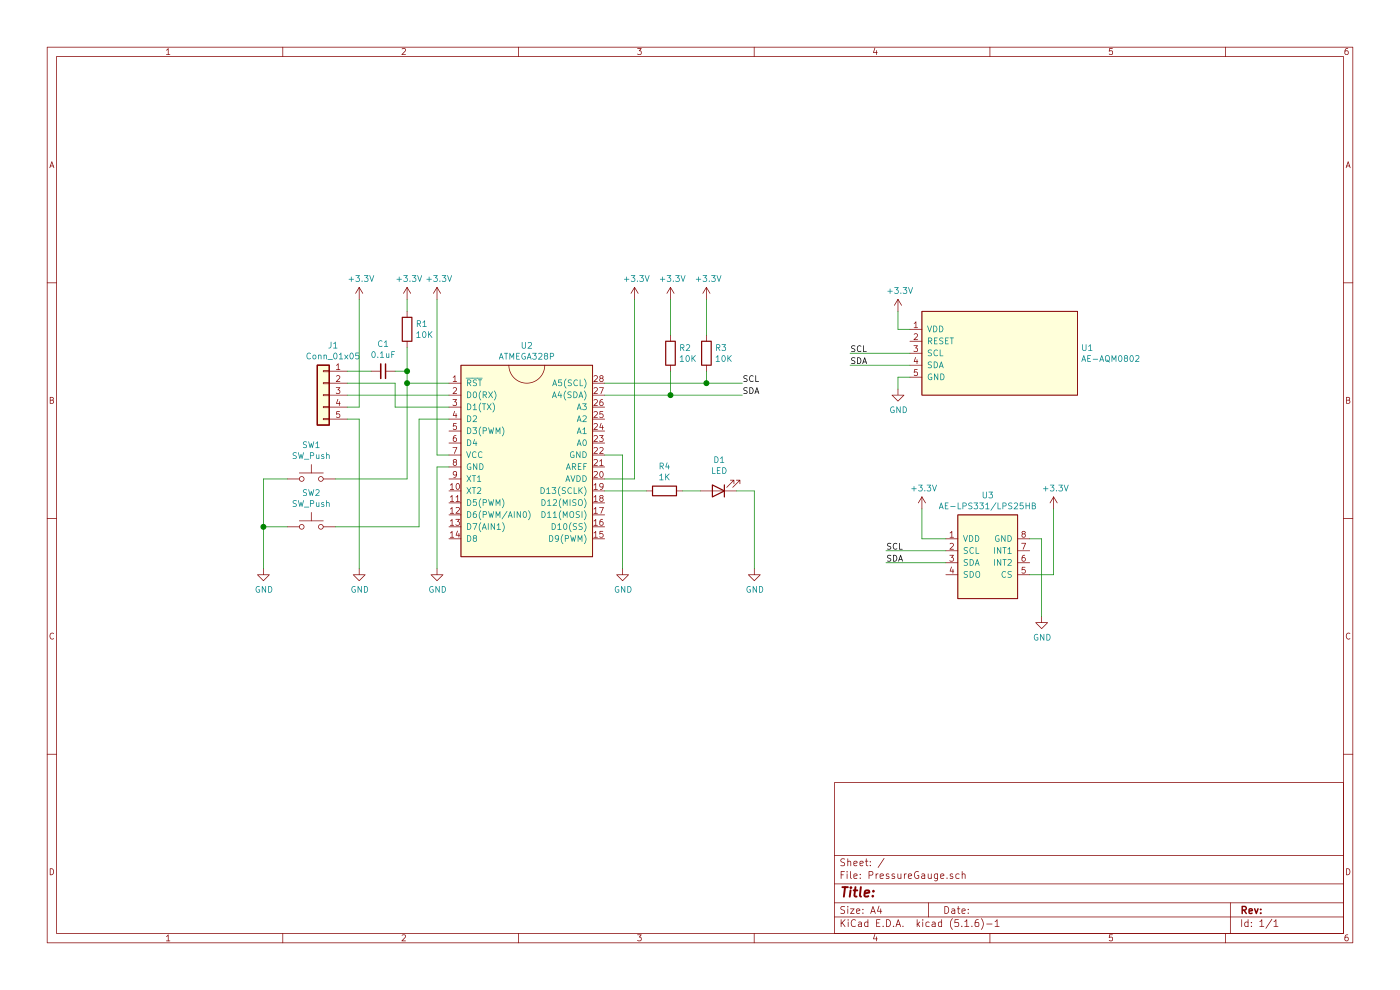 1 2 3 4 5 6
A A
+3.3V +3.3V +3.3V +3.3V +3.3V +3.3V
+3.3V
R1
10K
C1
0.1uF
J1
Conn_01x05
1
2
3
4
5
SW1
SW_Push
SW2
SW_Push
U2
ATMEGA328P
1 RST A5(SCL) 28
2 D0(RX) A4(SDA) 27
3 D1(TX) A3 26
4 D2 A2 25
5 D3(PWM) A1 24
6 D4 A0 23
7 VCC GND 22
8 GND AREF 21
9 XT1 AVDD 20
10 XT2 D13(SCLK) 19
11 D5(PWM) D12(MISO) 18
12 D6(PWM/AIN0) D11(MOSI) 17
13 D7(AIN1) D10(SS) 16
14 D8 D9(PWM) 15
R2
10K
R3
10K
SCL
SDA
R4
1K
D1
LED
GND GND GND GND GND
SCL
SDA
1 VDD
2 RESET
3 SCL
4 SDA
5 GND
U1
AE-AQM0802
GND
B B
+3.3V +3.3V
U3
AE-LPS331/LPS25HB
SCL
SDA
1 VDD GND 8
2 SCL INT1 7
3 SDA INT2 6
4 SDO CS 5
GND
C C
D D
Sheet: /
File: PressureGauge.sch
Title:
Size: A4 Date: Rev:
KiCad E.D.A. kicad (5.1.6)-1 Id: 1/1
1 2 3 4 5 6